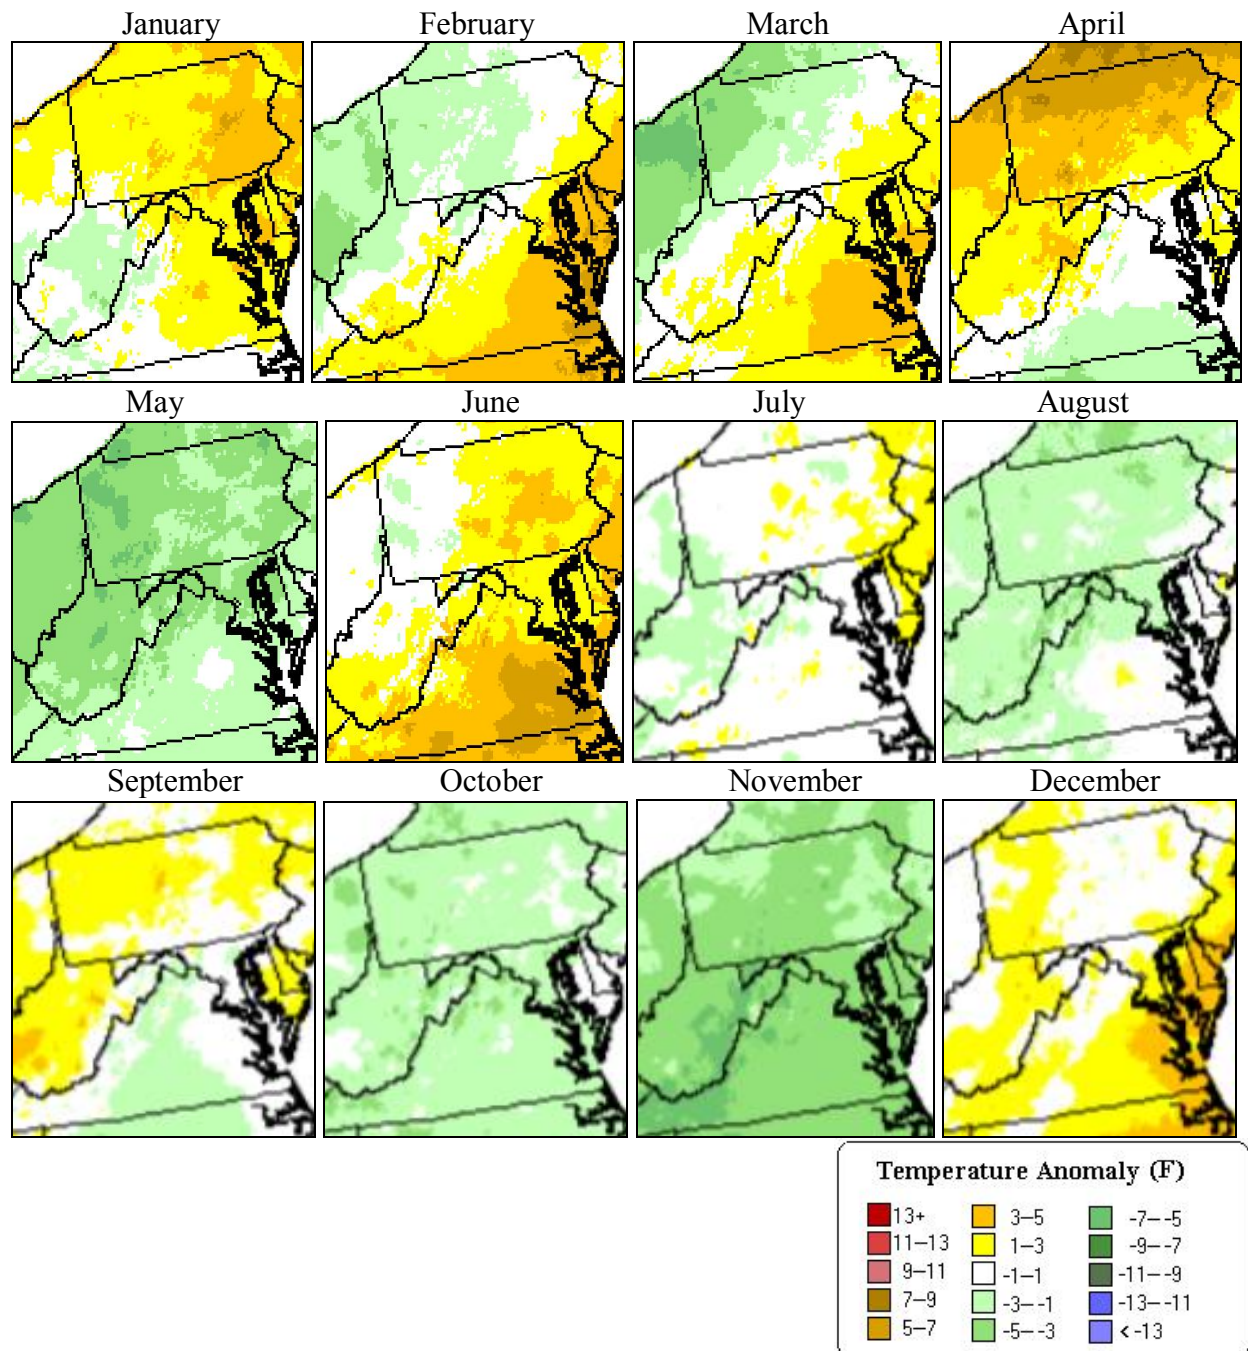 January February March April
May June July August
September October November December
Temperature Anomaly (F)
13+ 3–5 -7--5
11–13 1–3 -9--7
9–11 -1–1 -11--9
7–9 -3--1 -13--11
5–7 -5--3 <-13